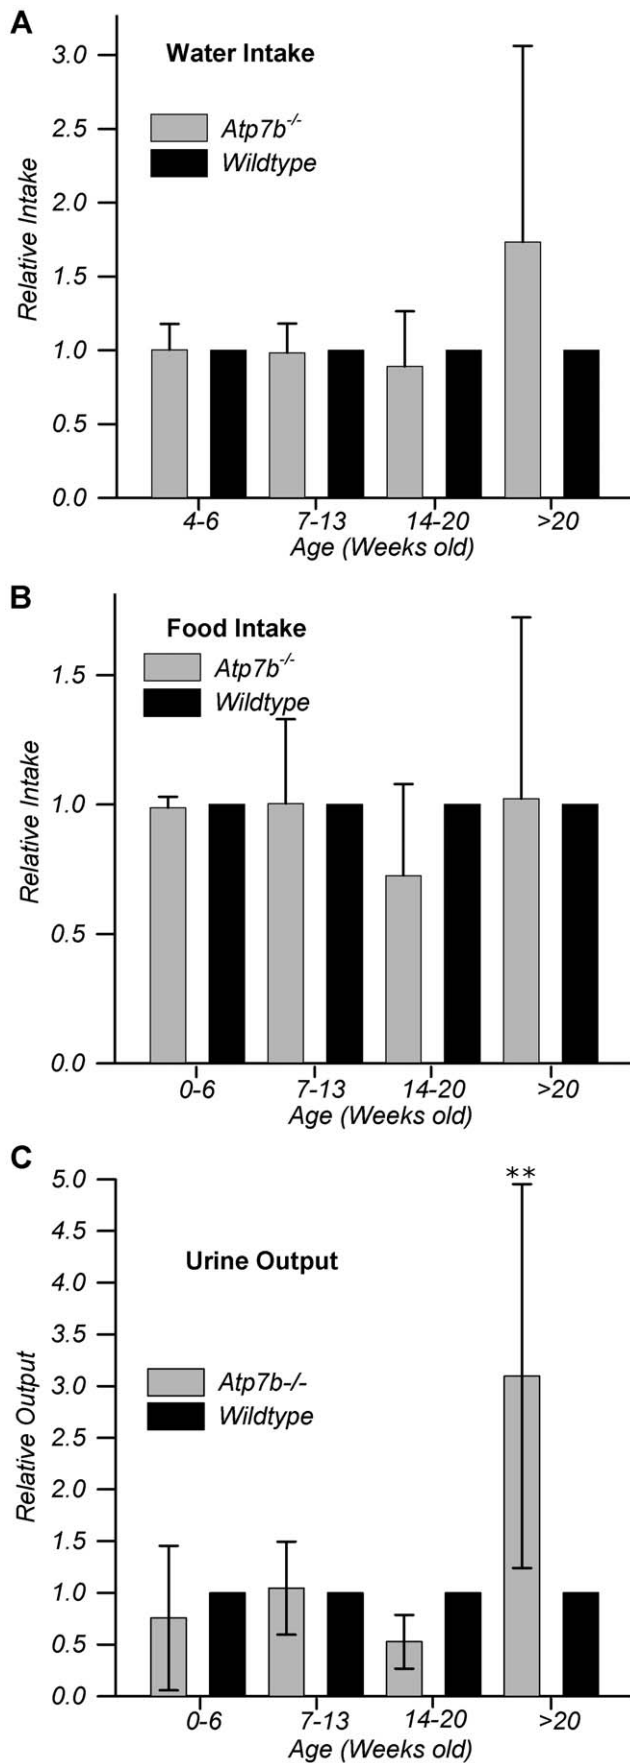 A
Water Intake
Atp7b-/-
Wildtype
Relative Intake
3.0
2.5
2.0
1.5
1.0
0.5
0.0
4-6 7-13 14-20 >20
Age (Weeks old)
B
Food Intake
Atp7b-/-
Wildtype
Relative Intake
1.5
1.0
0.5
0.0
0-6 7-13 14-20 >20
Age (Weeks old)
C
**
Urine Output
Atp7b-/-
Wildtype
Relative Output
5.0
4.5
4.0
3.5
3.0
2.5
2.0
1.5
1.0
0.5
0.0
0-6 7-13 14-20 >20
Age (Weeks old)